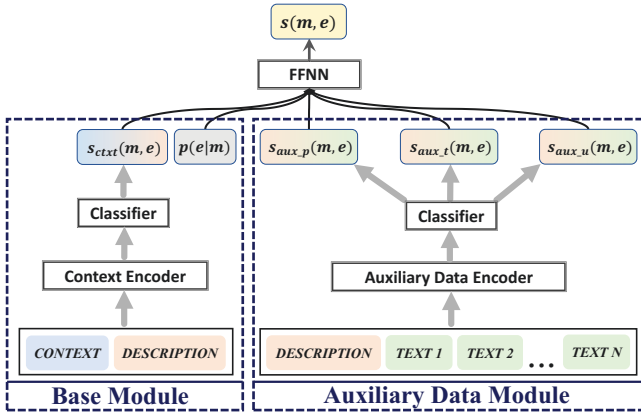 s(m, e)
FFNN
s_ctxt(m, e) p(e|m) s_aux_p(m, e) s_aux_t(m, e) s_aux_u(m, e)
Classifier Classifier
Context Encoder Auxiliary Data Encoder
CONTEXT DESCRIPTION DESCRIPTION TEXT 1 TEXT 2 ... TEXT N
Base Module Auxiliary Data Module